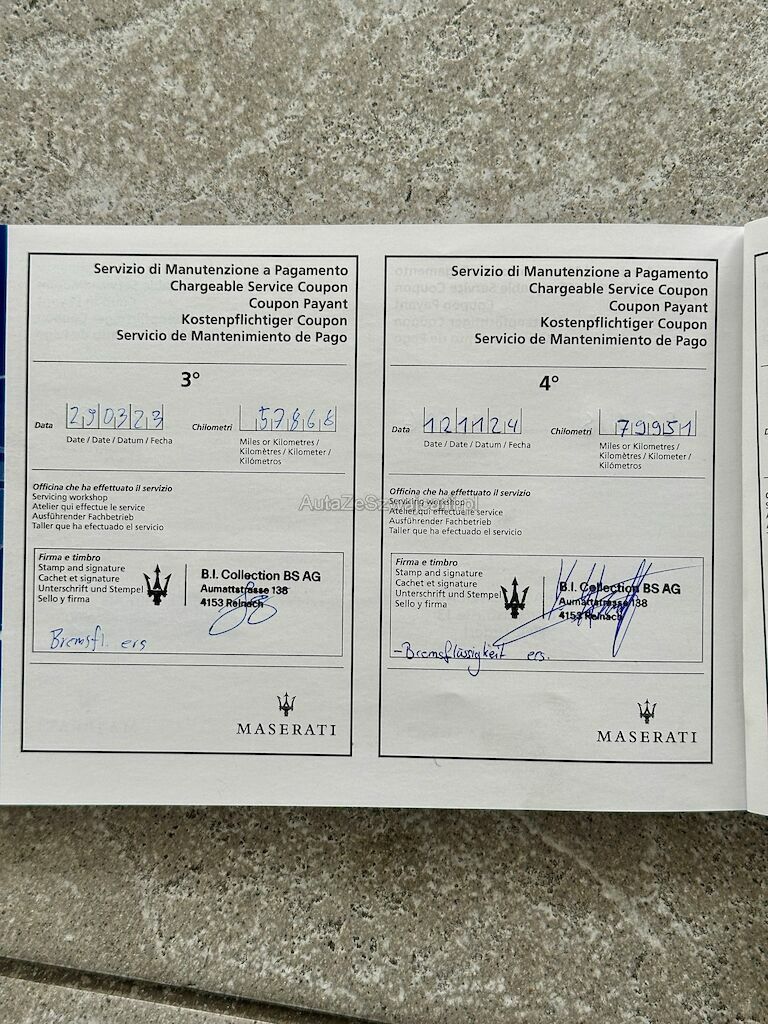 Servizio di Manutenzione a Pagamento
Chargeable Service Coupon
Coupon Payant
Kostenpflichtiger Coupon
Servicio de Mantenimiento de Pago
3°
Data 290323 Chilometri 57868
Date / Date / Datum / Fecha
Miles or Kilometres /
Kilomètres / Kilometer /
Kilómetros
Officina che ha effettuato il servizio
Servicing workshop
Atelier qui effectue le service
Ausführender Fachbetrieb
Taller que ha efectuado el servicio
Firma e timbro
Stamp and signature
Cachet et signature
Unterschrift und Stempel
Sello y firma
B.I. Collection BS AG
Aumattstrasse 138
4153 Reinach
Bremsfl. ers
MASERATI
Servizio di Manutenzione a Pagamento
Chargeable Service Coupon
Coupon Payant
Kostenpflichtiger Coupon
Servicio de Mantenimiento de Pago
4°
Data 121124 Chilometri 79951
Date / Date / Datum / Fecha
Miles or Kilometres /
Kilomètres / Kilometer /
Kilómetros
Officina che ha effettuato il servizio
Servicing workshop
Atelier qui effectue le service
Ausführender Fachbetrieb
Taller que ha efectuado el servicio
Firma e timbro
Stamp and signature
Cachet et signature
Unterschrift und Stempel
Sello y firma
B.I. Collection BS AG
Aumattstrasse 138
4153 Reinach
-Bremsflüssigkeit ers.
MASERATI